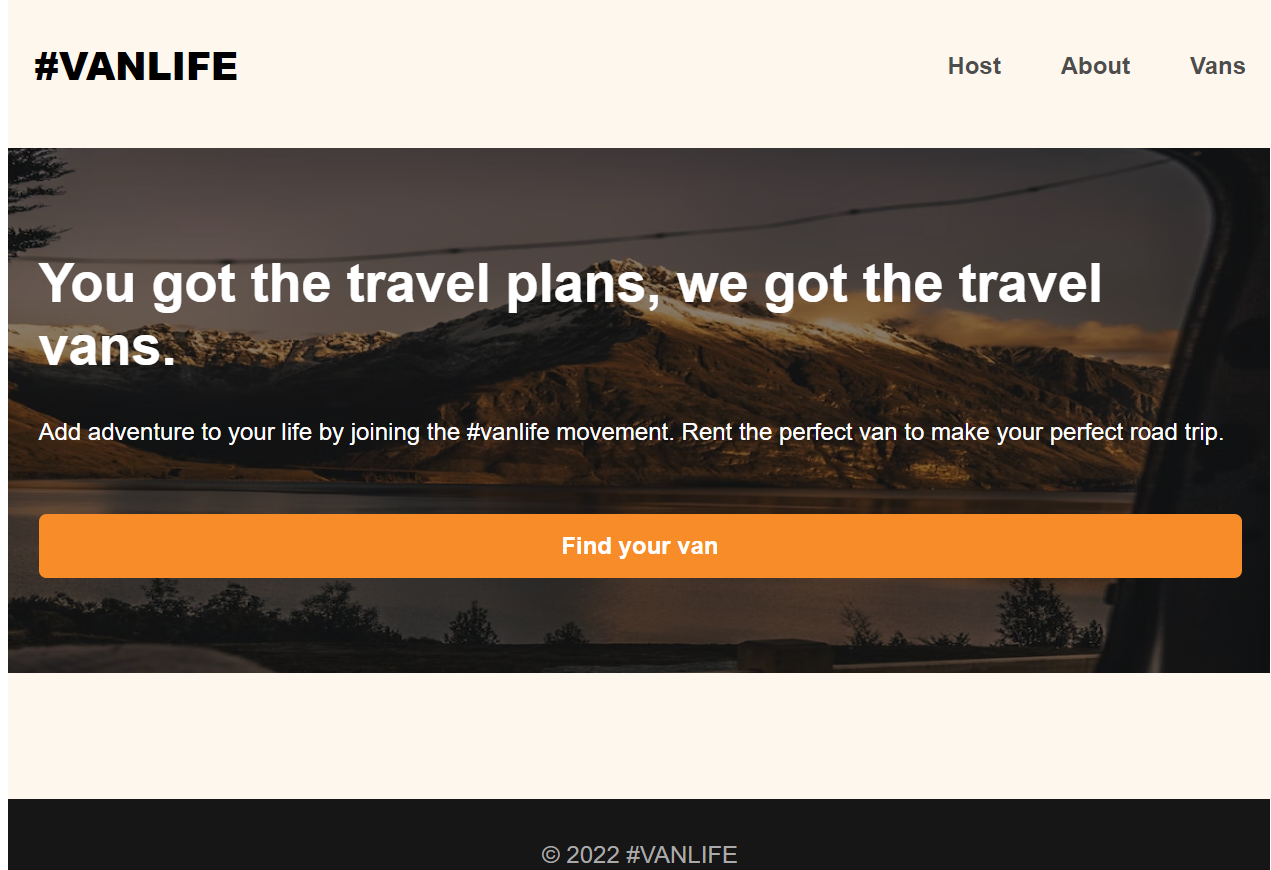 #VANLIFE
Host About Vans
You got the travel plans, we got the travel
vans.
Add adventure to your life by joining the #vanlife movement. Rent the perfect van to make your perfect road trip.
Find your van
© 2022 #VANLIFE